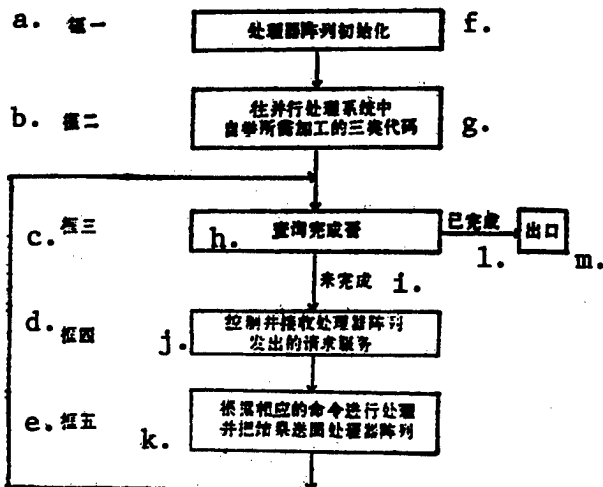 a. 框一
处理器阵列初始化 f.
b. 框二
往并行处理系统中
自举所需加工的三类代码 g.
c. 框三
h. 查询完成否
已完成 l.
出口 m.
未完成 i.
d. 框四
j. 控制并接收处理器阵列
发出的请求服务
e. 框五
k. 根据相应的命令进行处理
并把结果送回处理器阵列